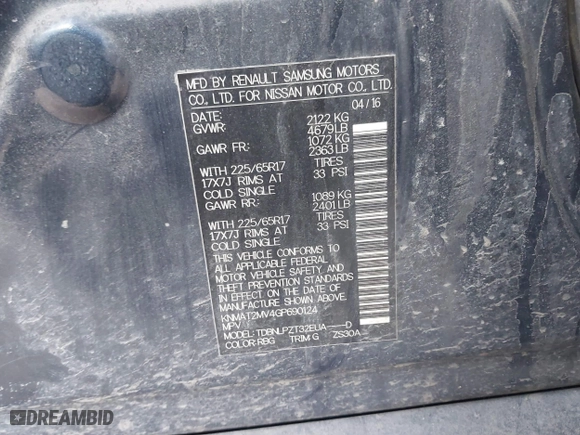 MFD BY RENAULT SAMSUNG MOTORS
CO., LTD. FOR NISSAN MOTOR CO., LTD.
DATE: 04/16
GVWR: 2122 KG
4679 LB
GAWR FR: 1072 KG
2363 LB
WITH 225/65R17 TIRES
17X7J RIMS AT 33 PSI
COLD SINGLE
GAWR RR: 1089 KG
2401 LB
WITH 225/65R17 TIRES
17X7J RIMS AT 33 PSI
COLD SINGLE
THIS VEHICLE CONFORMS TO
ALL APPLICABLE FEDERAL
MOTOR VEHICLE SAFETY, AND
THEFT PREVENTION STANDARDS
IN EFFECT ON THE DATE OF
MANUFACTURE SHOWN ABOVE.
KNMAT2MV4GP690124
MPV
MODEL: TDBNLPZT32EUA-----D
COLOR: RBG TRIM: G ZS30A
DREAMBID